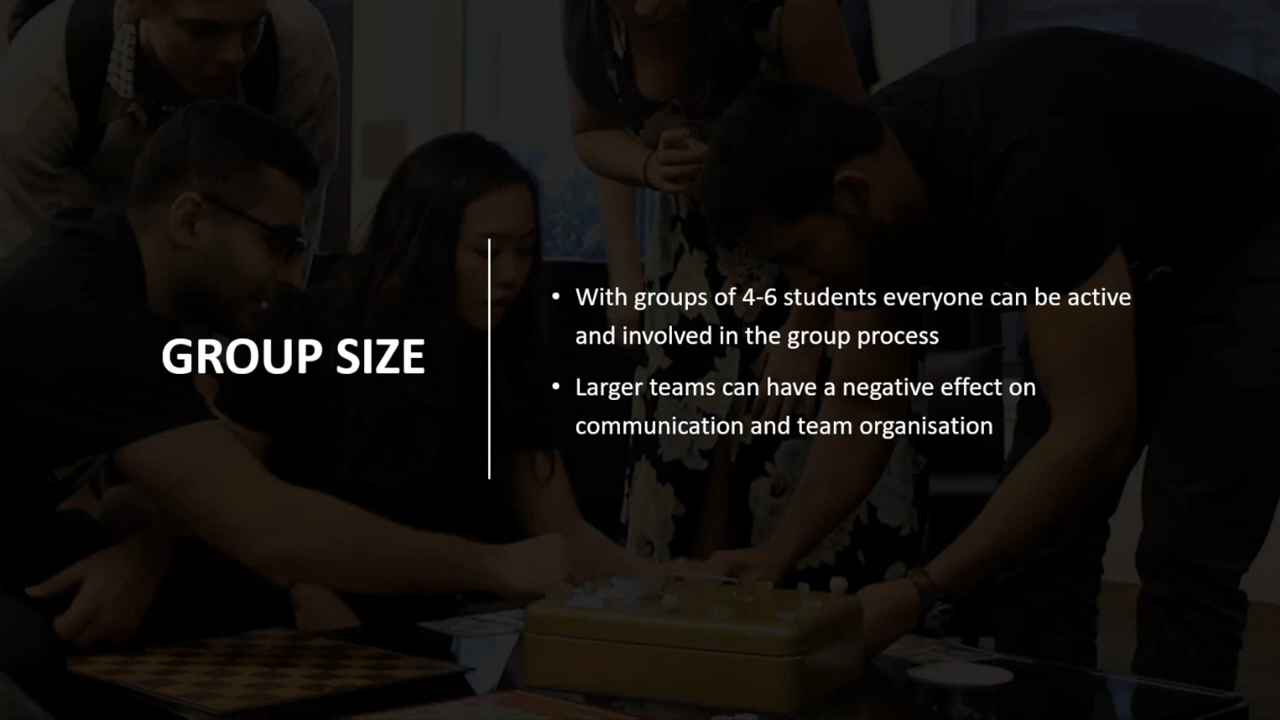 GROUP SIZE
• With groups of 4-6 students everyone can be active
and involved in the group process
• Larger teams can have a negative effect on
communication and team organisation